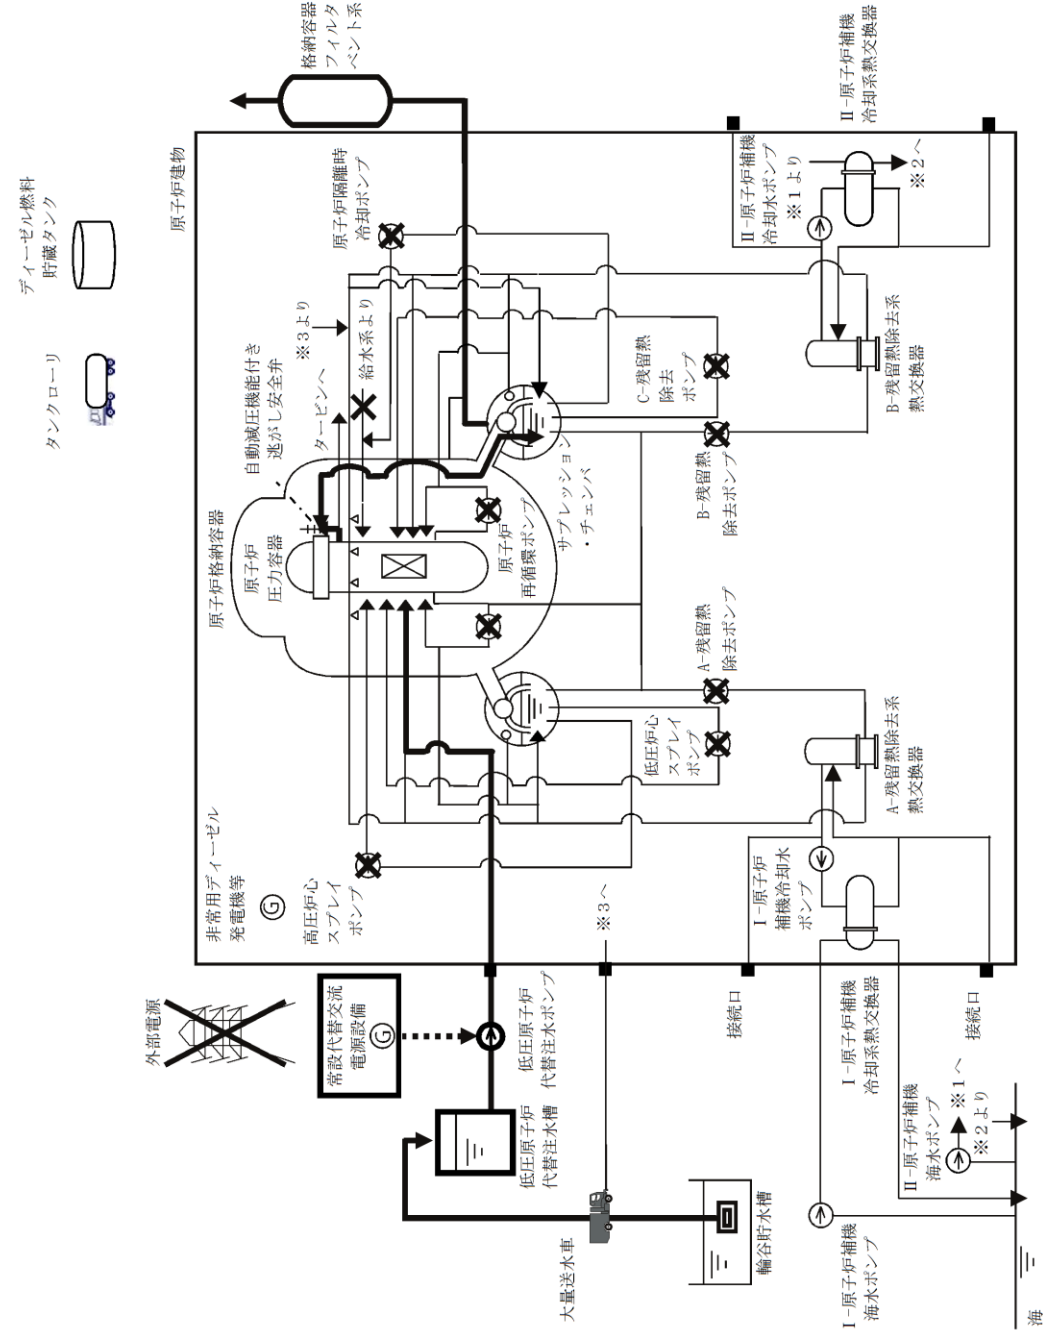 外部電源
非常用ディーゼル
発電機等
G
常設代替交流
電源設備
G
高圧炉心
スプレイ
ポンプ
原子炉格納容器
原子炉
圧力容器
自動減圧機能付き
逃がし安全弁
タービンへ
※3より
給水系より
原子炉隔離時
冷却ポンプ
原子炉建物
タンクローリ
ディーゼル燃料
貯蔵タンク
格納容器
フィルタ
ベント系
低圧原子炉
代替注水槽
低圧原子炉
代替注水ポンプ
大量送水車
※3へ
輪谷貯水槽
原子炉
再循環ポンプ
サプレッション
・チェンバ
低圧炉心
スプレイ
ポンプ
A-残留熱
除去ポンプ
B-残留熱
除去ポンプ
C-残留熱
除去
ポンプ
接続口
接続口
Ⅰ-原子炉
補機冷却水
ポンプ
A-残留熱除去系
熱交換器
B-残留熱除去系
熱交換器
Ⅱ-原子炉補機
冷却水ポンプ
※1より
※2へ
Ⅱ-原子炉補機
冷却系熱交換器
Ⅰ-原子炉補機
冷却系熱交換器
Ⅰ-原子炉補機
海水ポンプ
Ⅱ-原子炉補機
海水ポンプ
※1へ
※2より
海